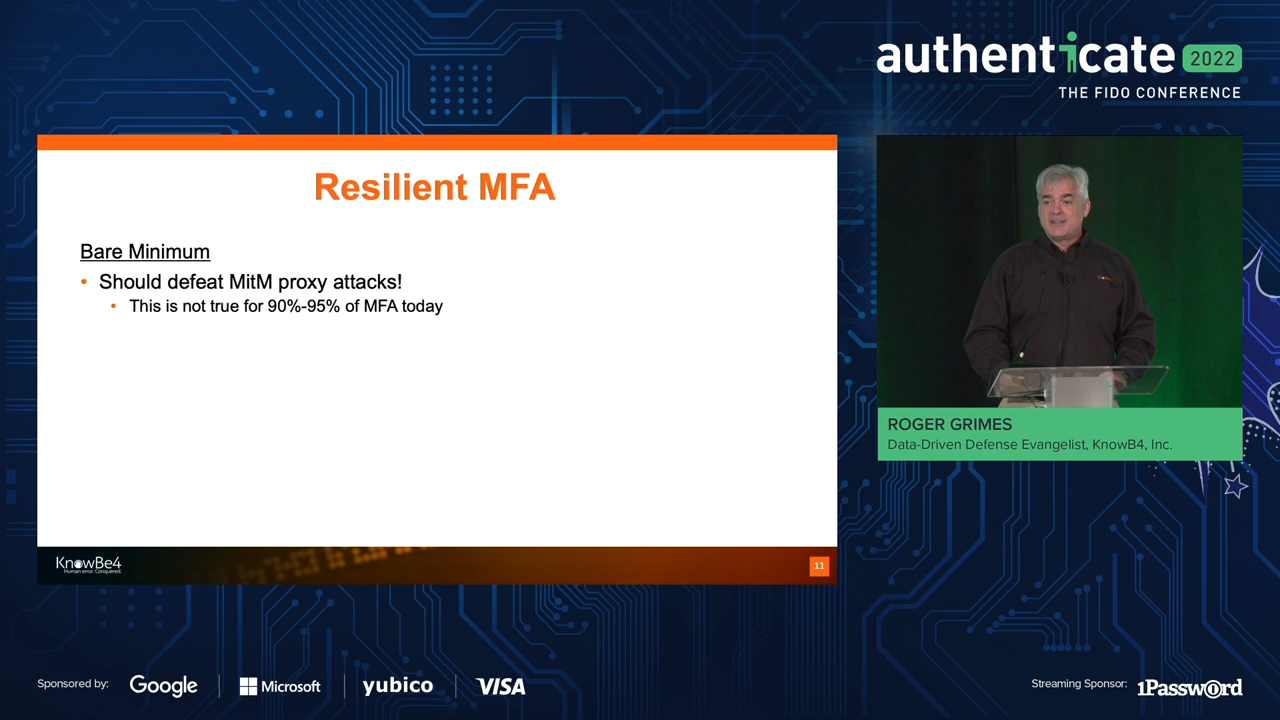 authenticate 2022
THE FIDO CONFERENCE
Resilient MFA
Bare Minimum
• Should defeat MitM proxy attacks!
• This is not true for 90%-95% of MFA today
KnowBe4
Human error. Conquered.
11
ROGER GRIMES
Data-Driven Defense Evangelist, KnowB4, Inc.
Sponsored by:
Google
Microsoft
yubico
VISA
Streaming Sponsor:
1Password